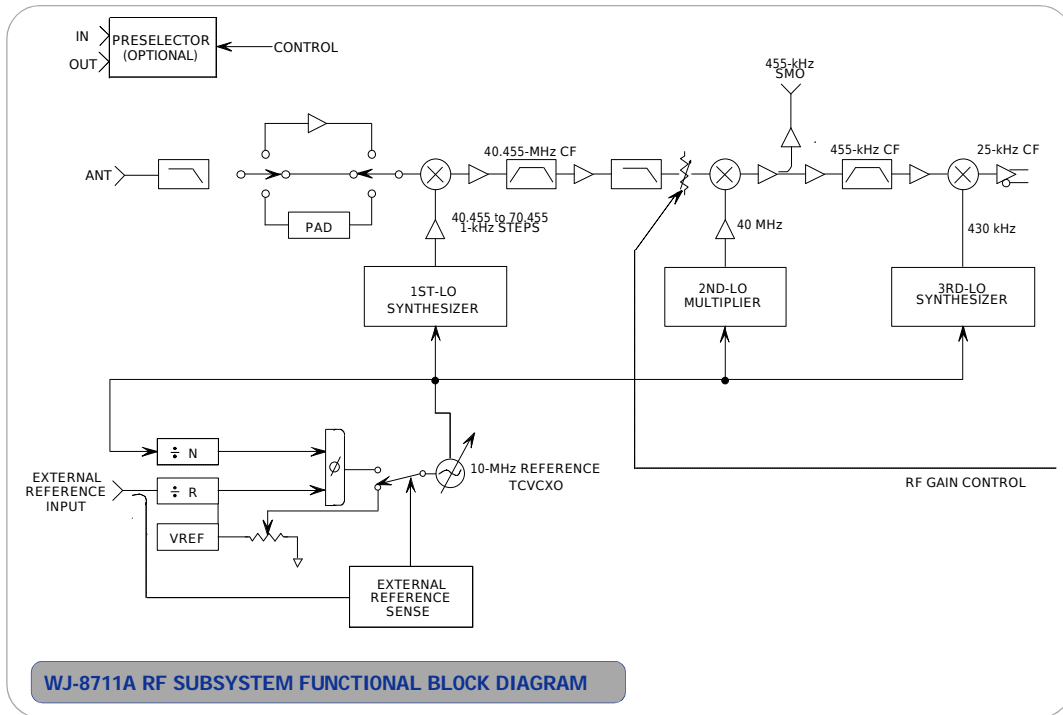 IN
OUT
PRESELECTOR
(OPTIONAL)
CONTROL
455-kHz
SMO
ANT
PAD
40.455-MHz CF
455-kHz CF
25-kHz CF
40.455 to 70.455
1-kHz STEPS
40 MHz
430 kHz
1ST-LO
SYNTHESIZER
2ND-LO
MULTIPLIER
3RD-LO
SYNTHESIZER
÷ N
EXTERNAL
REFERENCE
INPUT
÷ R
ϕ
10-MHz REFERENCE
TCVCXO
RF GAIN CONTROL
VREF
EXTERNAL
REFERENCE
SENSE
WJ-8711A RF SUBSYSTEM FUNCTIONAL BLOCK DIAGRAM